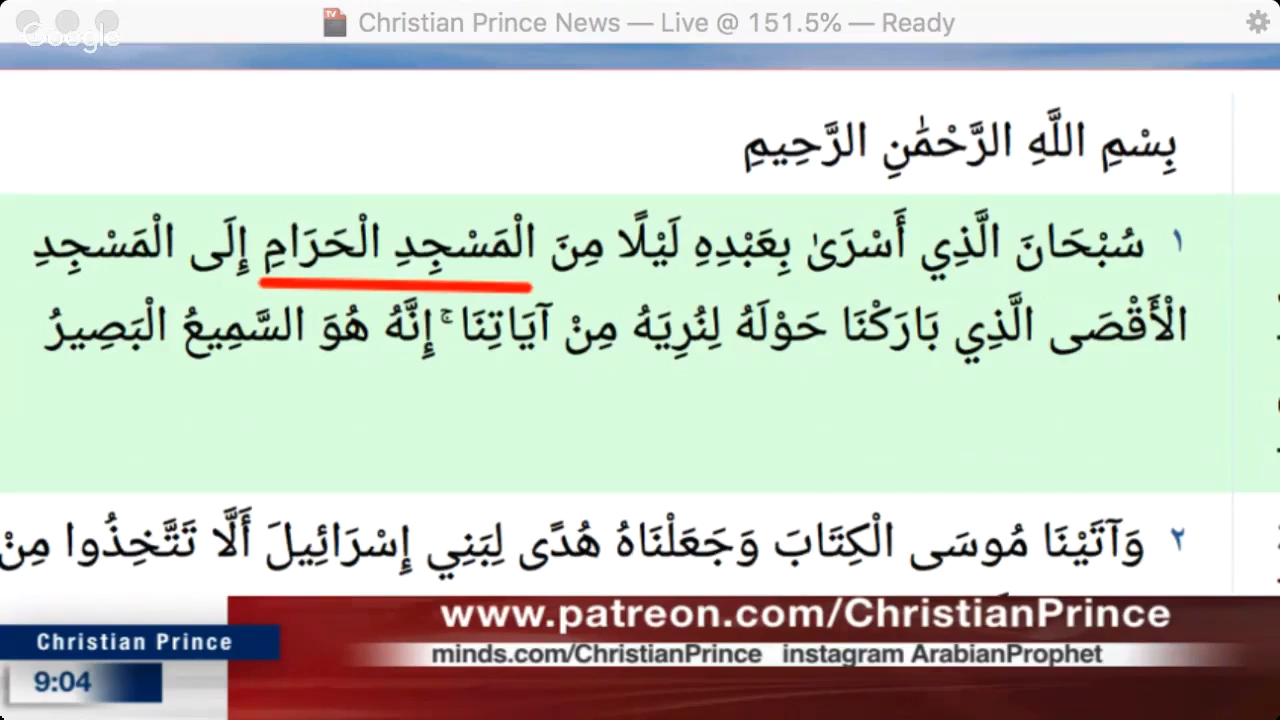 Christian Prince News — Live @ 151.5% — Ready
Google
بِسْمِ اللَّهِ الرَّحْمَٰنِ الرَّحِيمِ
١ سُبْحَانَ الَّذِي أَسْرَىٰ بِعَبْدِهِ لَيْلًا مِنَ الْمَسْجِدِ الْحَرَامِ إِلَى الْمَسْجِدِ
الْأَقْصَى الَّذِي بَارَكْنَا حَوْلَهُ لِنُرِيَهُ مِنْ آيَاتِنَا ۚ إِنَّهُ هُوَ السَّمِيعُ الْبَصِيرُ
٢ وَآتَيْنَا مُوسَى الْكِتَابَ وَجَعَلْنَاهُ هُدًى لِبَنِي إِسْرَائِيلَ أَلَّا تَتَّخِذُوا مِنْ
www.patreon.com/ChristianPrince
Christian Prince
minds.com/ChristianPrince instagram ArabianProphet
9:04